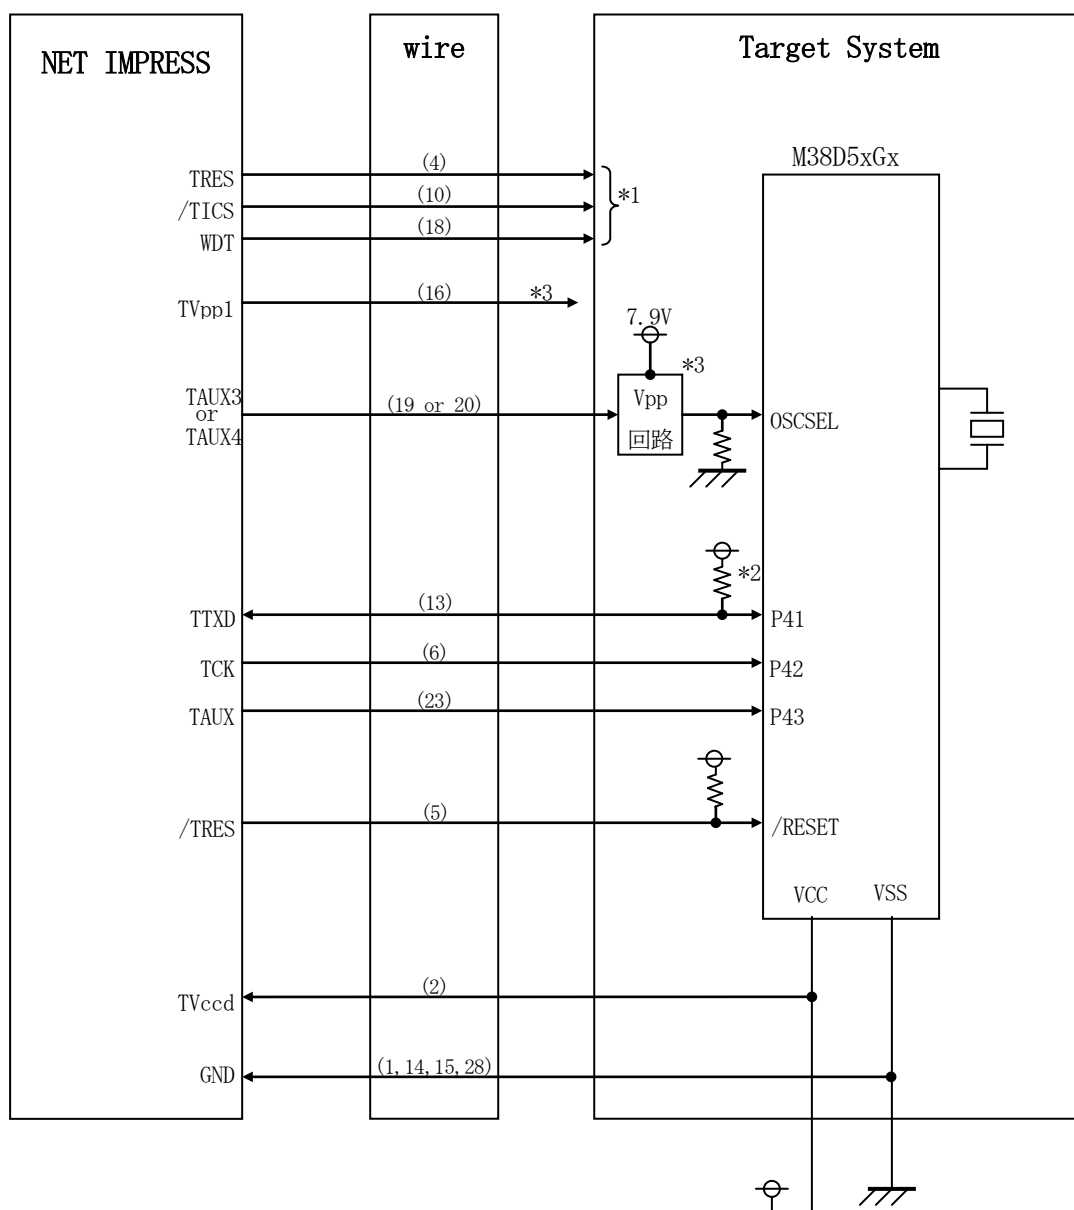 NET IMPRESS
wire
Target System
M38D5xGx
TRES
(4)
*1
/TICS
(10)
WDT
(18)
TVpp1
(16)
*3
7.9V
*3
TAUX3
or
TAUX4
(19 or 20)
Vpp
回路
OSCSEL
*2
TTXD
(13)
P41
TCK
(6)
P42
TAUX
(23)
P43
/TRES
(5)
/RESET
VCC
VSS
TVccd
(2)
GND
(1,14,15,28)